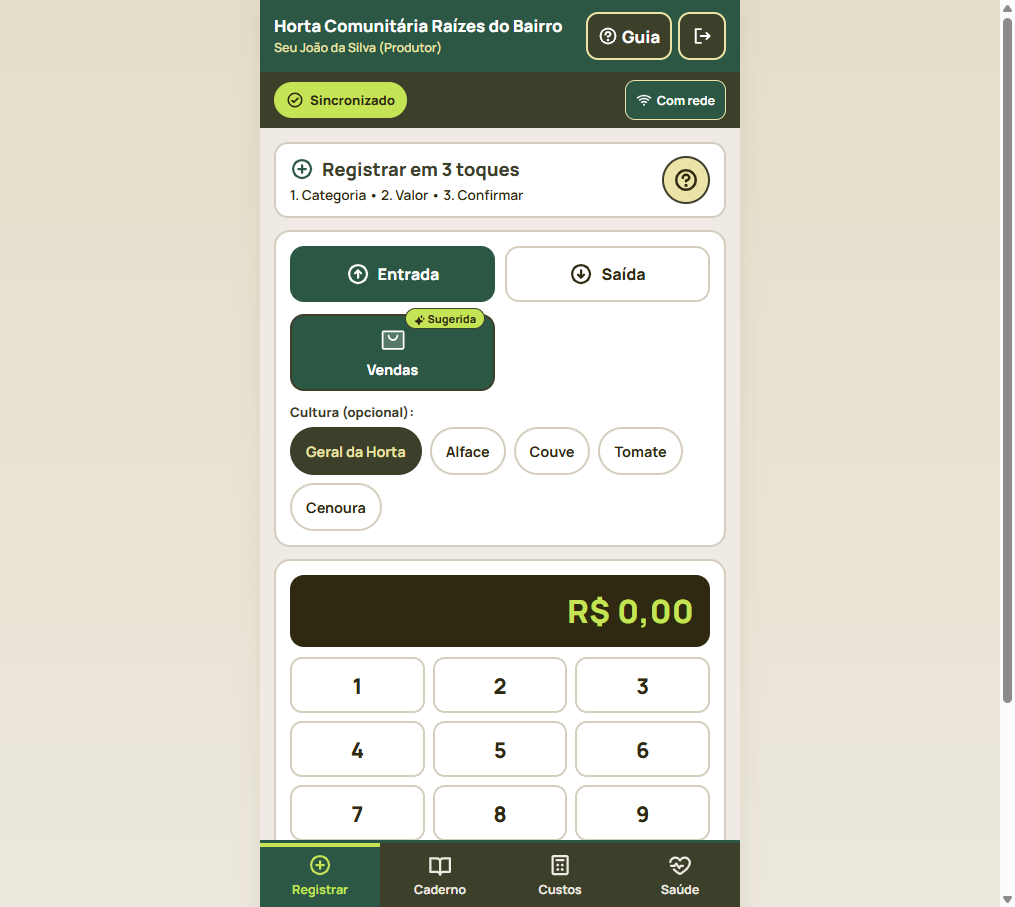 Horta Comunitária Raízes do Bairro
Seu João da Silva (Produtor)
Guia
Sincronizado
Com rede
Registrar em 3 toques
1. Categoria • 2. Valor • 3. Confirmar
Entrada
Saída
Sugerida
Vendas
Cultura (opcional):
Geral da Horta
Alface
Couve
Tomate
Cenoura
R$ 0,00
1 2 3
4 5 6
7 8 9
Registrar
Caderno
Custos
Saúde